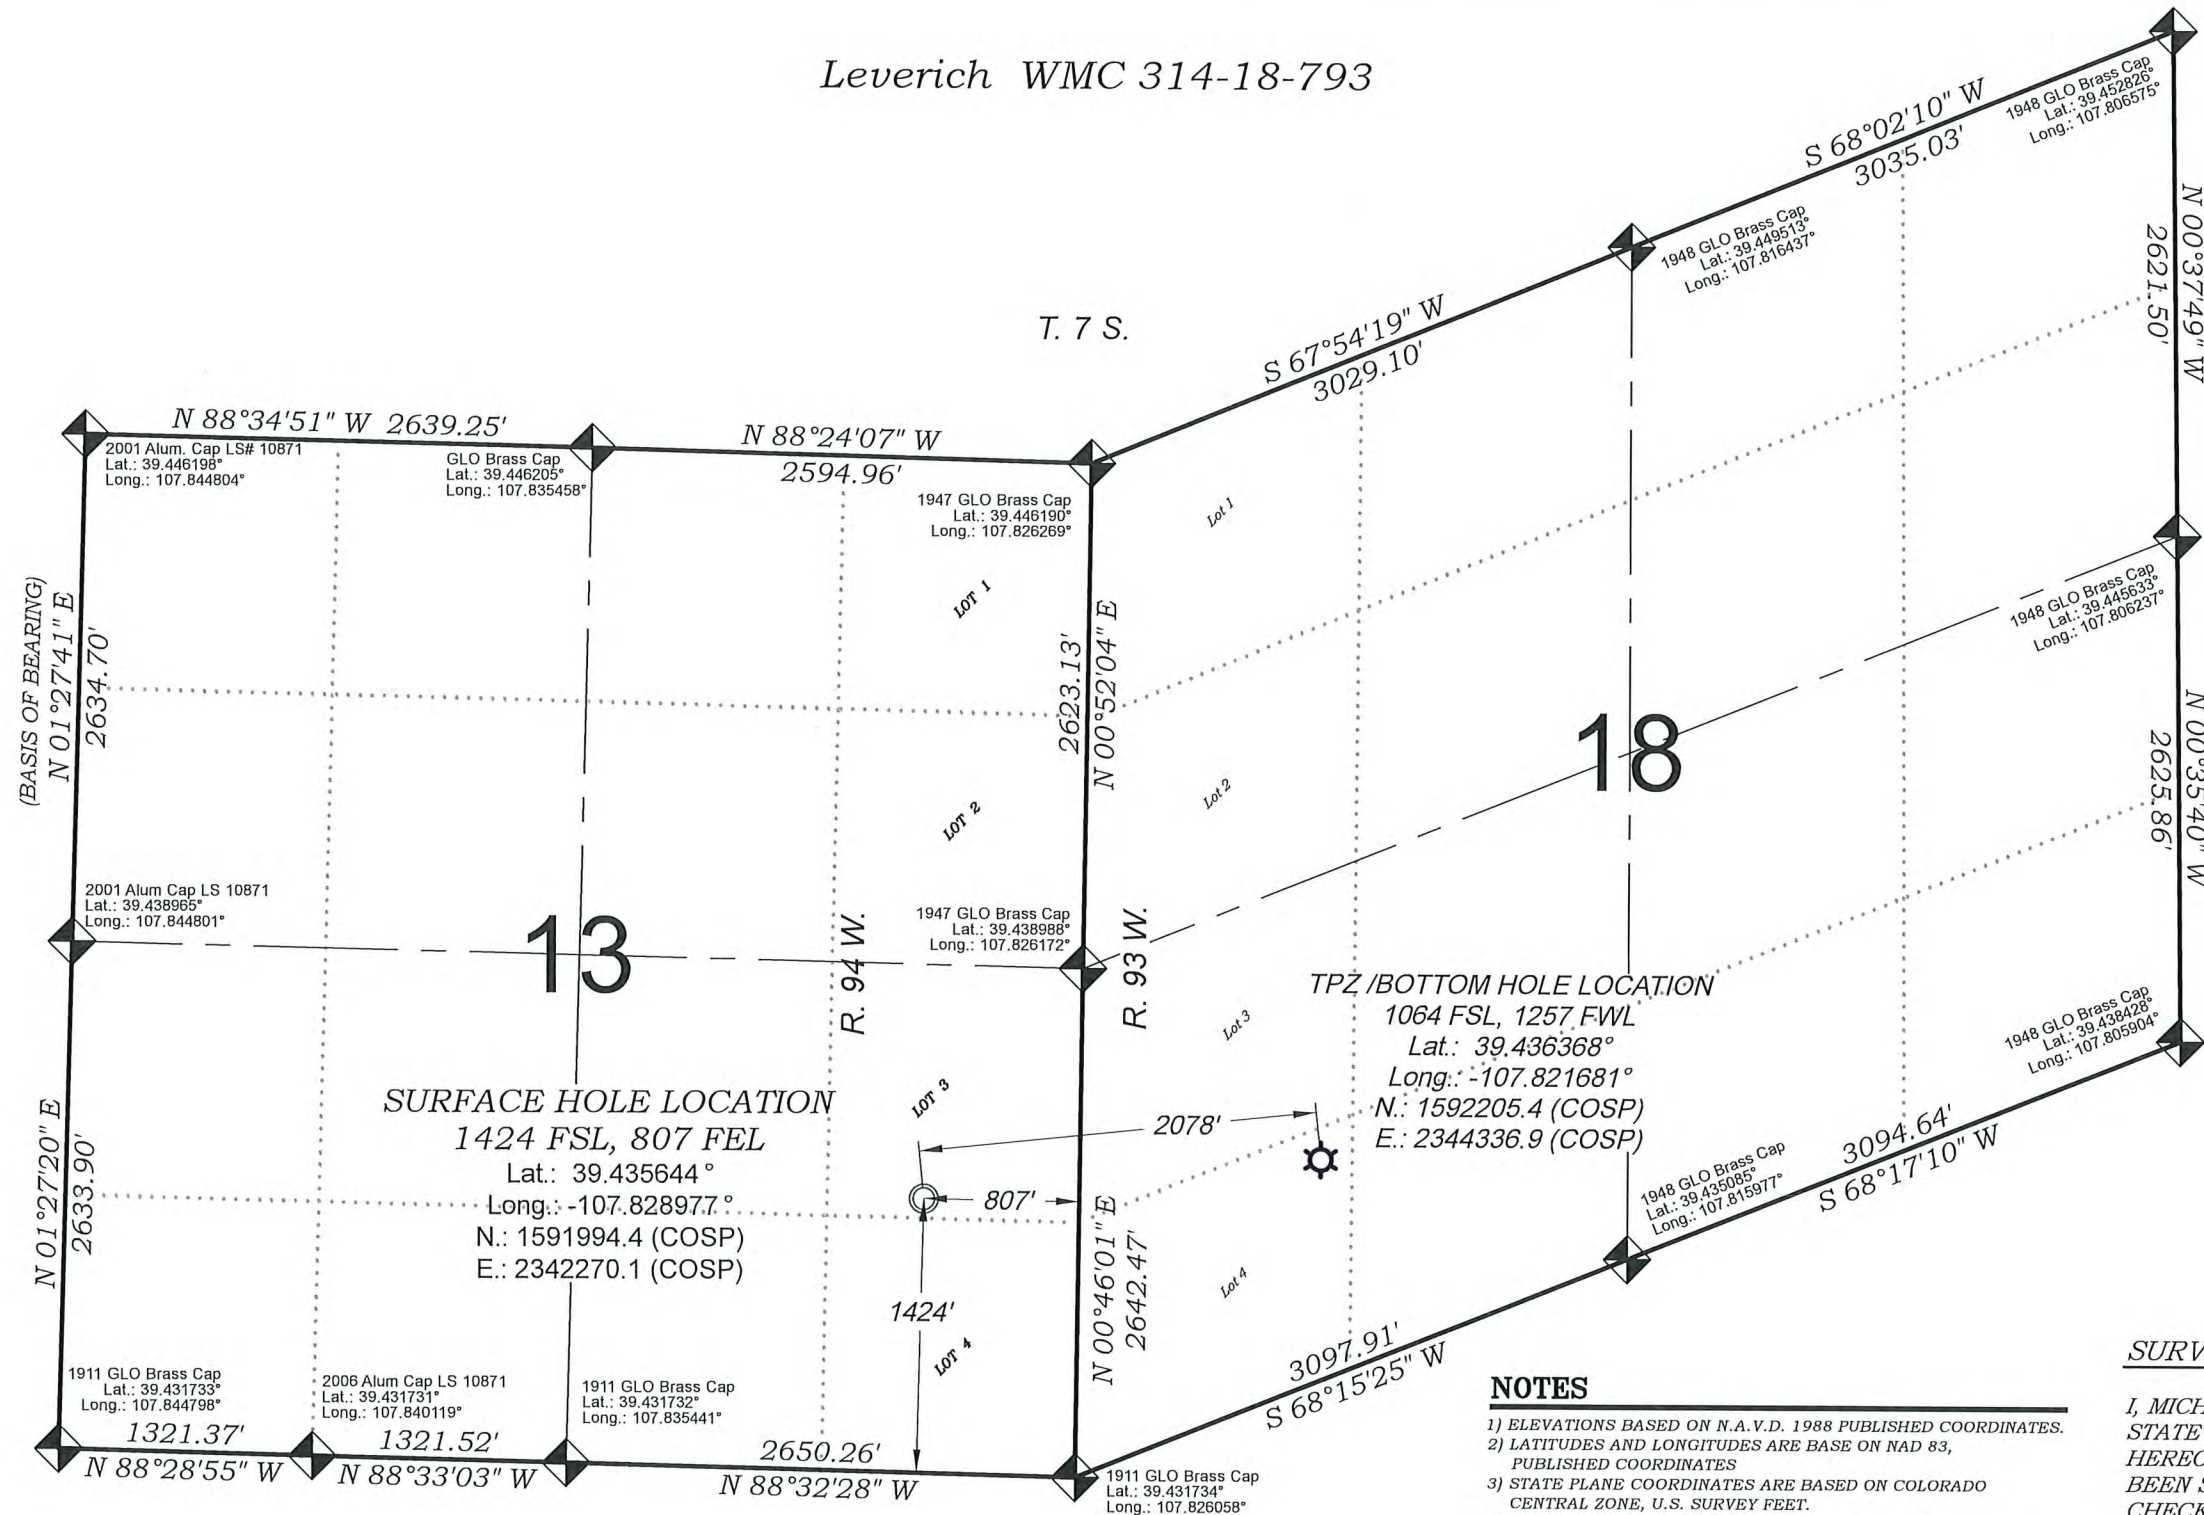 Leverich WMC 314-18-793
S 68°02'10" W
3035.03'
1948 GLO Brass Cap
Lat.: 39.452826°
Long.: 107.806575°
1948 GLO Brass Cap
Lat.: 39.449513°
Long.: 107.816437°
N 00°37'49" W
2621.50'
T. 7 S.
S 67°54'19" W
3029.10'
N 88°34'51" W 2639.25'
N 88°24'07" W
2594.96'
2001 Alum. Cap LS# 10871
Lat.: 39.446198°
Long.: 107.844804°
GLO Brass Cap
Lat.: 39.446205°
Long.: 107.835458°
1947 GLO Brass Cap
Lat.: 39.446190°
Long.: 107.826269°
Lot 1
LOT 1
(BASIS OF BEARING)
N 01°27'41" E
2634.70'
2623.13'
N 00°52'04" E
1948 GLO Brass Cap
Lat.: 39.445633°
Long.: 107.806237°
18
Lot 2
LOT 2
N 00°35'40" W
2625.86'
2001 Alum Cap LS 10871
Lat.: 39.438965°
Long.: 107.844801°
13
R. 94 W.
1947 GLO Brass Cap
Lat.: 39.438988°
Long.: 107.826172°
R. 93 W.
TPZ /BOTTOM HOLE LOCATION
1064 FSL, 1257 FWL
Lat.: 39.436368°
Long.: -107.821681°
N.: 1592205.4 (COSP)
E.: 2344336.9 (COSP)
Lot 3
LOT 3
1948 GLO Brass Cap
Lat.: 39.438428°
Long.: 107.805904°
SURFACE HOLE LOCATION
1424 FSL, 807 FEL
Lat.: 39.435644°
Long.: -107.828977°
N.: 1591994.4 (COSP)
E.: 2342270.1 (COSP)
2078'
807'
1424'
N 01°27'20" E
2633.90'
N 00°46'01" E
2642.47'
Lot 4
LOT 4
1948 GLO Brass Cap
Lat.: 39.435085°
Long.: 107.815977°
3094.64'
S 68°17'10" W
3097.91'
S 68°15'25" W
1911 GLO Brass Cap
Lat.: 39.431733°
Long.: 107.844798°
2006 Alum Cap LS 10871
Lat.: 39.431731°
Long.: 107.840119°
1911 GLO Brass Cap
Lat.: 39.431732°
Long.: 107.835441°
1321.37'
N 88°28'55" W
1321.52'
N 88°33'03" W
2650.26'
N 88°32'28" W
1911 GLO Brass Cap
Lat.: 39.431734°
Long.: 107.826058°
NOTES
1) ELEVATIONS BASED ON N.A.V.D. 1988 PUBLISHED COORDINATES.
2) LATITUDES AND LONGITUDES ARE BASE ON NAD 83,
PUBLISHED COORDINATES
3) STATE PLANE COORDINATES ARE BASED ON COLORADO
CENTRAL ZONE, U.S. SURVEY FEET.
SURV
I, MICH
STATE
HEREO
BEEN S
CHECK